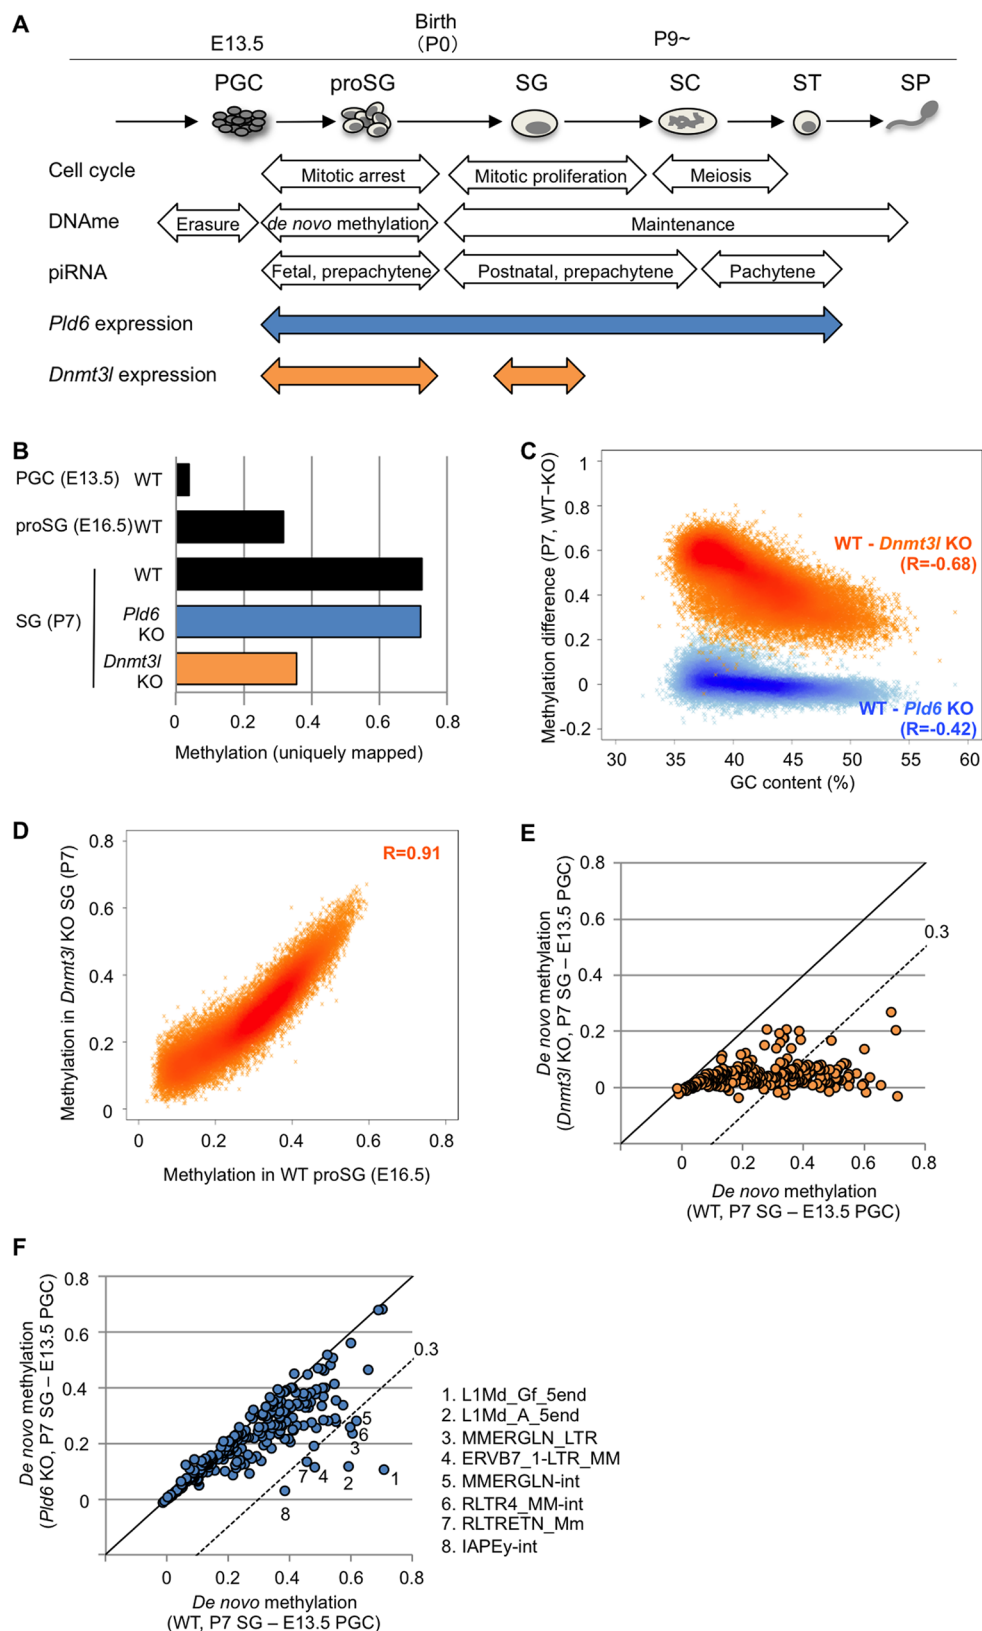 A
E13.5
Birth
(P0)
P9~
PGC
proSG
SG
SC
ST
SP
Cell cycle
Mitotic arrest
Mitotic proliferation
Meiosis
DNAme
Erasure
de novo methylation
Maintenance
piRNA
Fetal, prepachytene
Postnatal, prepachytene
Pachytene
Pld6 expression
Dnmt3l expression
B
PGC (E13.5) WT
proSG (E16.5) WT
WT
SG (P7)
Pld6
KO
Dnmt3l
KO
0
0.2
0.4
0.6
0.8
Methylation (uniquely mapped)
C
Methylation difference (P7, WT−KO)
1
0.8
0.6
0.4
0.2
0
-0.2
WT - Dnmt3l KO
(R=-0.68)
WT - Pld6 KO
(R=-0.42)
30
35
40
45
50
55
60
GC content (%)
D
Methylation in Dnmt3l KO SG (P7)
0.8
0.6
0.4
0.2
0
R=0.91
0
0.2
0.4
0.6
0.8
Methylation in WT proSG (E16.5)
E
De novo methylation
(Dnmt3l KO, P7 SG – E13.5 PGC)
0.8
0.6
0.4
0.2
0
0.3
0
0.2
0.4
0.6
0.8
De novo methylation
(WT, P7 SG – E13.5 PGC)
F
De novo methylation
(Pld6 KO, P7 SG – E13.5 PGC)
0.8
0.6
0.4
0.2
0
0.3
5
6
3
7
4
2
1
8
0
0.2
0.4
0.6
0.8
De novo methylation
(WT, P7 SG – E13.5 PGC)
1. L1Md_Gf_5end
2. L1Md_A_5end
3. MMERGLN_LTR
4. ERVB7_1-LTR_MM
5. MMERGLN-int
6. RLTR4_MM-int
7. RLTRETN_Mm
8. IAPEy-int